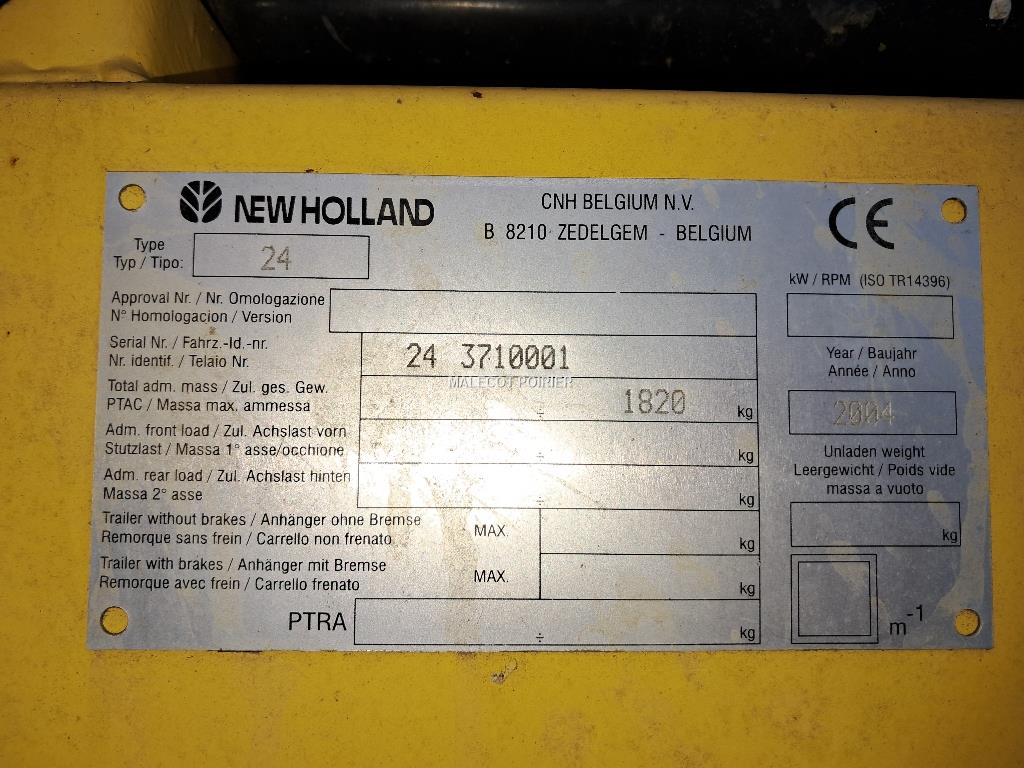 NEW HOLLAND
CNH BELGIUM N.V.
B 8210 ZEDELGEM - BELGIUM
CE
Type
Typ / Tipo:
24
kW / RPM (ISO TR14396)
Approval Nr. / Nr. Omologazione
N° Homologacion / Version
Serial Nr. / Fahrz.-Id.-nr.
Nr. identif. / Telaio Nr.
24 3710001
Year / Baujahr
Année / Anno
2004
MALECOT POIRIER
Total adm. mass / Zul. ges. Gew.
PTAC / Massa max. ammessa
÷ 1820 kg
Adm. front load / Zul. Achslast vorn
Stutzlast / Massa 1° asse/occhione
÷ kg
Unladen weight
Leergewicht / Poids vide
massa a vuoto
kg
Adm. rear load / Zul. Achslast hinten
Massa 2° asse
÷ kg
Trailer without brakes / Anhänger ohne Bremse
Remorque sans frein / Carrello non frenato
MAX.
kg
Trailer with brakes / Anhänger mit Bremse
Remorque avec frein / Carrello frenato
MAX.
kg
PTRA
÷ kg
m-1